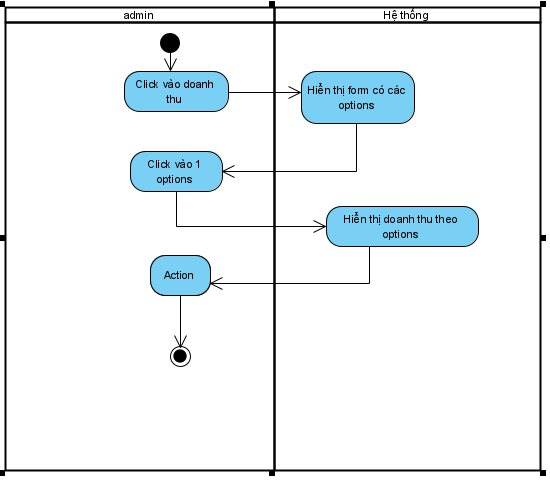 admin
Hệ thống
Click vào doanh
thu
Hiển thị form có các
options
Click vào 1
options
Hiển thị doanh thu theo
options
Action